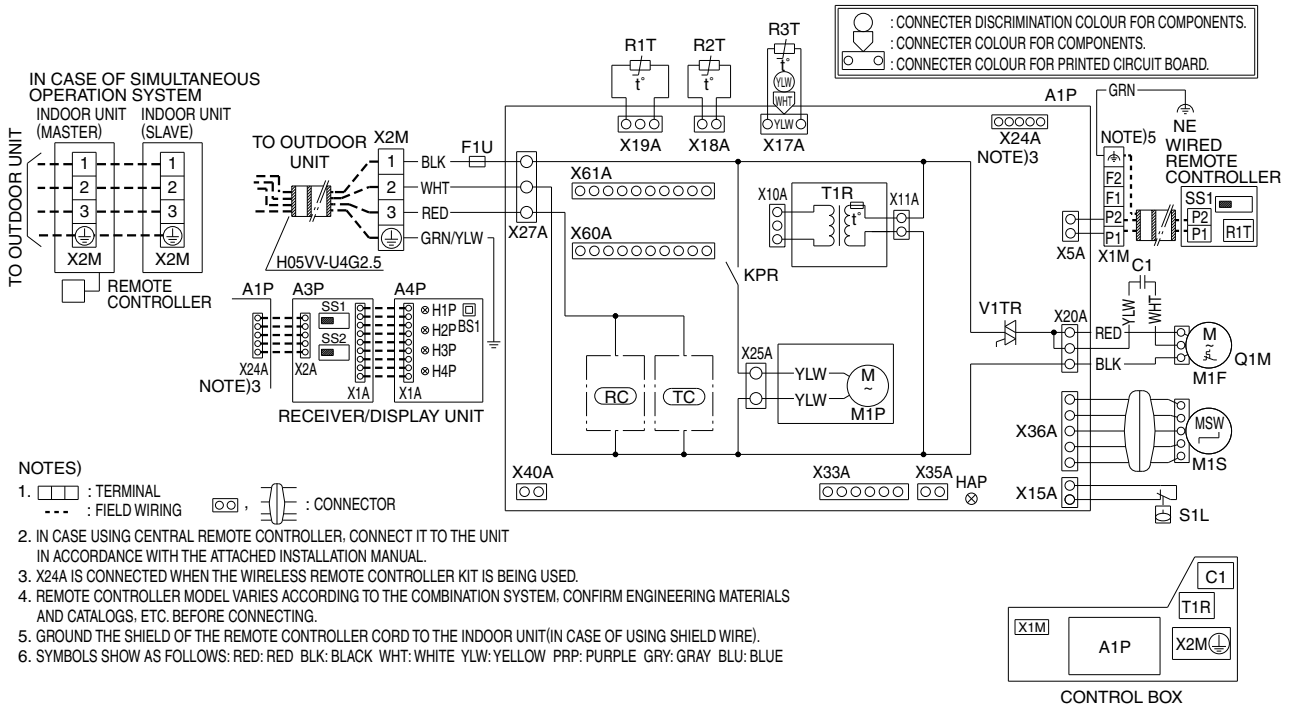 : CONNECTER DISCRIMINATION COLOUR FOR COMPONENTS.
: CONNECTER COLOUR FOR COMPONENTS.
: CONNECTER COLOUR FOR PRINTED CIRCUIT BOARD.
IN CASE OF SIMULTANEOUS
OPERATION SYSTEM
INDOOR UNIT
(MASTER)
INDOOR UNIT
(SLAVE)
TO OUTDOOR UNIT
1
2
3
X2M
1
2
3
X2M
REMOTE
CONTROLLER
TO OUTDOOR
UNIT
H05VV-U4G2.5
X2M
1
2
3
BLK
WHT
RED
GRN/YLW
F1U
X27A
R1T
t°
X19A
R2T
t°
X18A
R3T
t°
YLW
WHT
YLW
X17A
A1P
X24A
NOTE)3
X61A
X60A
X10A
T1R
t°
X11A
KPR
RC
TC
X25A
YLW
YLW
M
~
M1P
V1TR
X40A
X33A
X35A
HAP
GRN
NE
NOTE)5
F2
F1
P2
P1
X5A
X1M
WIRED
REMOTE
CONTROLLER
SS1
P2
P1
R1T
C1
YLW
WHT
X20A
RED
BLK
M
~
Q1M
M1F
X36A
MSW
M1S
X15A
S1L
A1P
X24A
NOTE)3
A3P
SS1
SS2
X2A
X1A
A4P
H1P
H2P
H3P
H4P
BS1
X1A
RECEIVER/DISPLAY UNIT
NOTES)
1. : TERMINAL
: FIELD WIRING
, : CONNECTOR
2. IN CASE USING CENTRAL REMOTE CONTROLLER, CONNECT IT TO THE UNIT
IN ACCORDANCE WITH THE ATTACHED INSTALLATION MANUAL.
3. X24A IS CONNECTED WHEN THE WIRELESS REMOTE CONTROLLER KIT IS BEING USED.
4. REMOTE CONTROLLER MODEL VARIES ACCORDING TO THE COMBINATION SYSTEM, CONFIRM ENGINEERING MATERIALS
AND CATALOGS, ETC. BEFORE CONNECTING.
5. GROUND THE SHIELD OF THE REMOTE CONTROLLER CORD TO THE INDOOR UNIT(IN CASE OF USING SHIELD WIRE).
6. SYMBOLS SHOW AS FOLLOWS: RED: RED BLK: BLACK WHT: WHITE YLW: YELLOW PRP: PURPLE GRY: GRAY BLU: BLUE
C1
T1R
X1M
A1P
X2M
CONTROL BOX